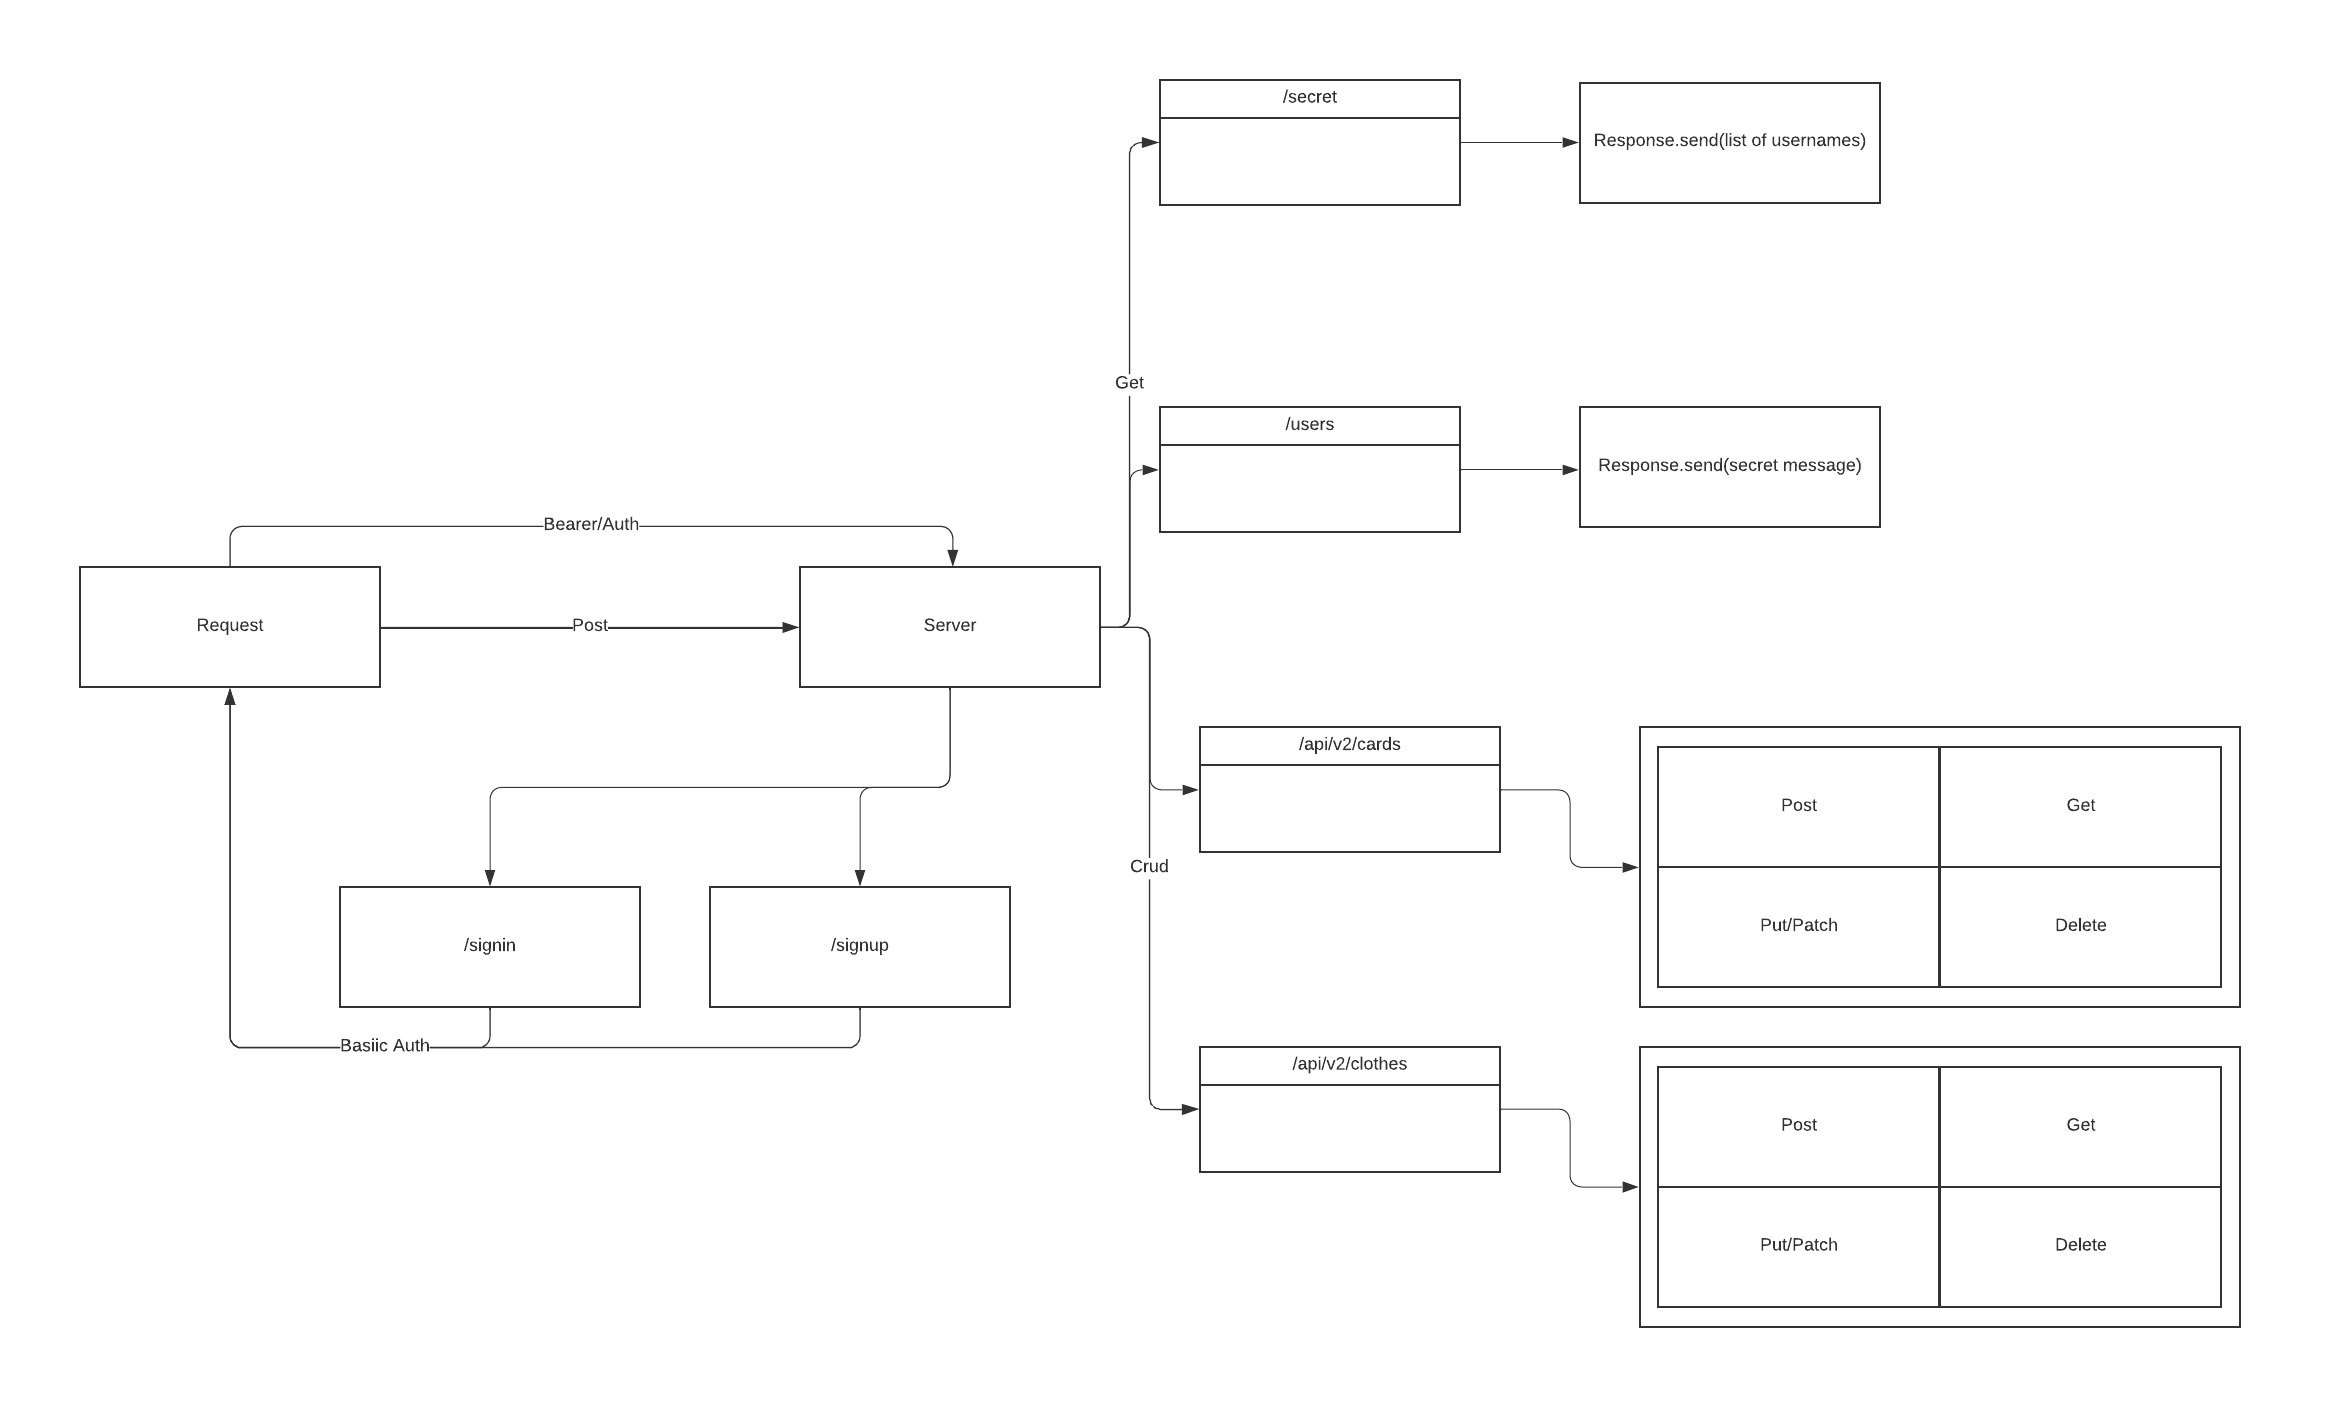 /secret
Response.send(list of usernames)
Get
/users
Response.send(secret message)
Bearer/Auth
Request
Post
Server
/api/v2/cards
Post
Get
Crud
Put/Patch
Delete
/signin
/signup
Basiic Auth
/api/v2/clothes
Post
Get
Put/Patch
Delete